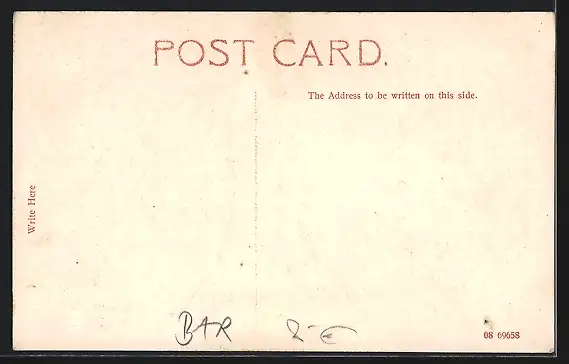 POST CARD.
The Address to be written on this side.
Write Here
BAR
2-€
08 69658